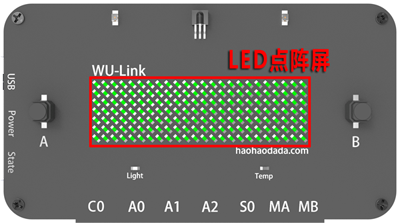 LED点阵屏
WU-Link
USB
Power
State
A
B
haohaodada.com
Light
Temp
C0 A0 A1 A2 S0 MA MB